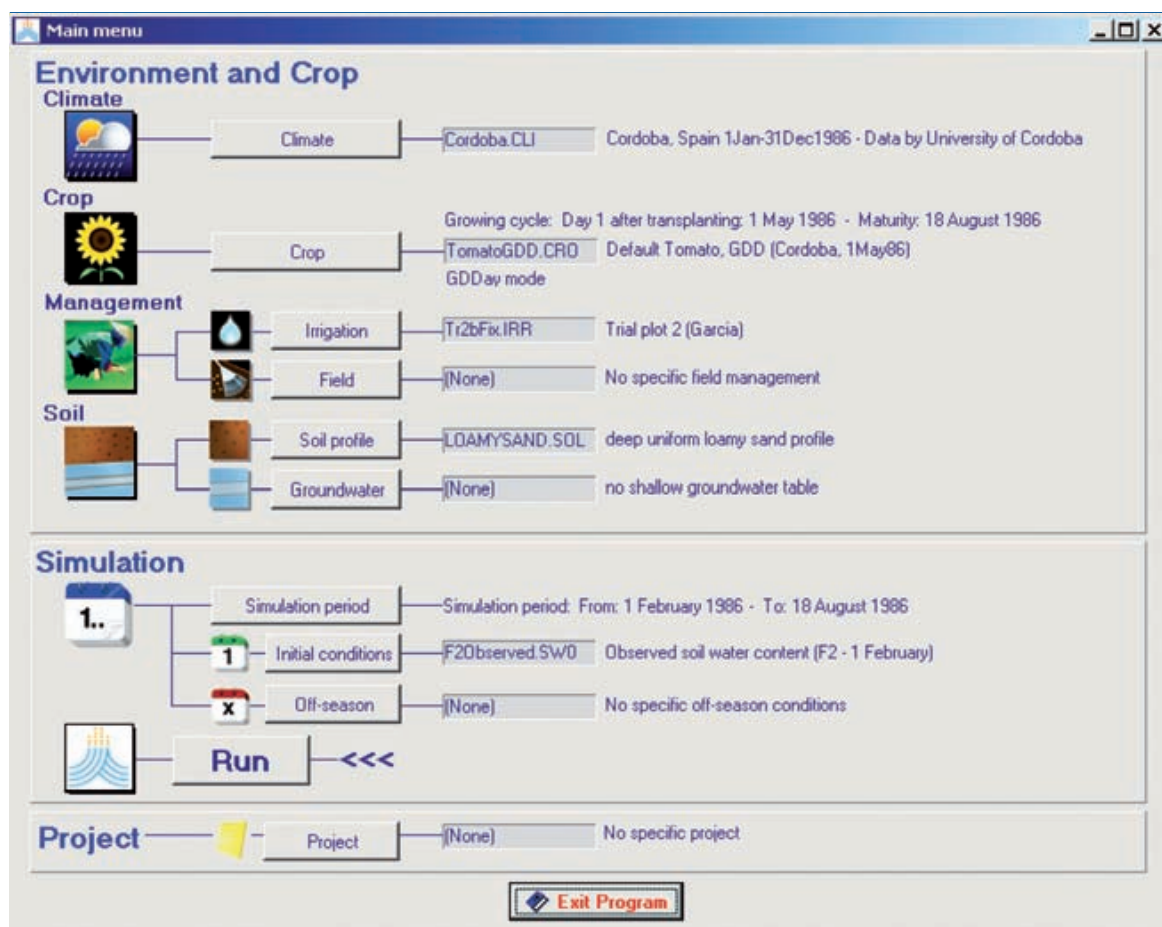 Main menu
Environment and Crop
Climate
Climate Cordoba.CLI Cordoba, Spain 1Jan-31Dec1986 - Data by University of Cordoba
Crop
Growing cycle: Day 1 after transplanting: 1 May 1986 - Maturity: 18 August 1986
Crop TomatoGDD.CRO Default Tomato, GDD (Cordoba, 1May86)
GDDay mode
Management
Irrigation Tr2bFix.IRR Trial plot 2 (Garcia)
Field (None) No specific field management
Soil
Soil profile LOAMYSAND.SOL deep uniform loamy sand profile
Groundwater (None) no shallow groundwater table
Simulation
1..
Simulation period Simulation period: From: 1 February 1986 - To: 18 August 1986
1 Initial conditions F2Observed.SW0 Observed soil water content (F2 - 1 February)
x Off-season (None) No specific off-season conditions
Run <<<
Project Project (None) No specific project
Exit Program